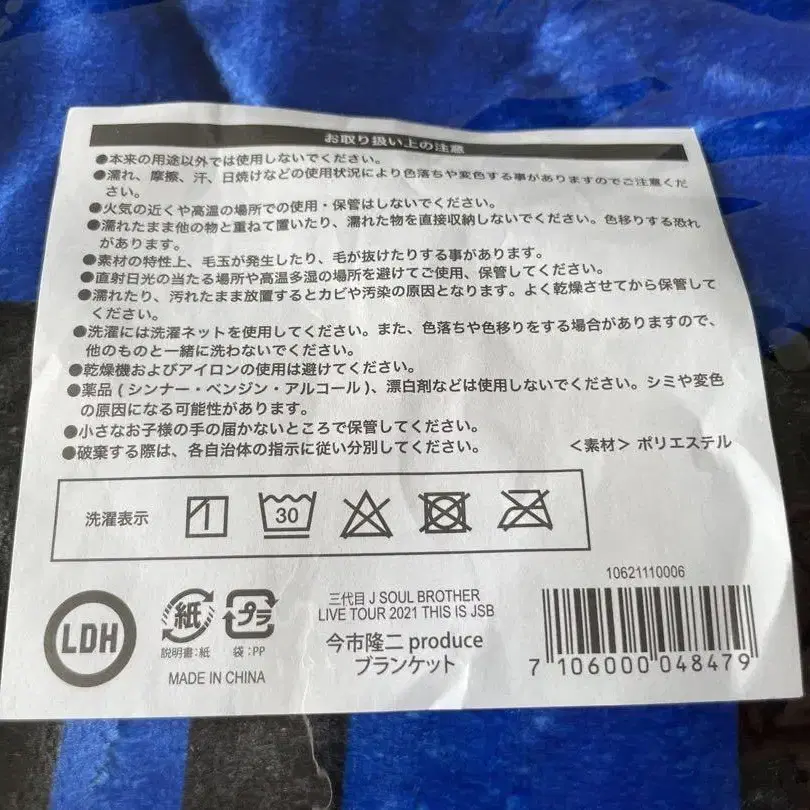 お取り扱い上の注意
●本来の用途以外では使用しないでください。
●濡れ、摩擦、汗、日焼けなどの使用状況により色落ちや変色する事がありますのでご注意くだ
さい。
●火気の近くや高温の場所での使用・保管はしないでください。
●濡れたまま他の物と重ねて置いたり、濡れた物を直接収納しないでください。色移りする恐れ
があります。
●素材の特性上、毛玉が発生したり、毛が抜けたりする事があります。
●直射日光の当たる場所や高温多湿の場所を避けてご使用、保管してください。
●濡れたり、汚れたまま放置するとカビや汚染の原因となります。よく乾燥させてから保管して
ください。
●洗濯には洗濯ネットを使用してください。また、色落ちや色移りをする場合がありますので、
他のものと一緒に洗わないでください。
●乾燥機およびアイロンの使用は避けてください。
●薬品(シンナー・ベンジン・アルコール)、漂白剤などは使用しないでください。シミや変色
の原因になる可能性があります。
●小さなお子様の手の届かないところで保管してください。
●破棄する際は、各自治体の指示に従い分別してください。
＜素材＞ ポリエステル
洗濯表示
30
LDH
紙
プラ
説明書:紙
袋:PP
MADE IN CHINA
三代目 J SOUL BROTHER
LIVE TOUR 2021 THIS IS JSB
今市隆二 produce
ブランケット
10621110006
7 106000 048479